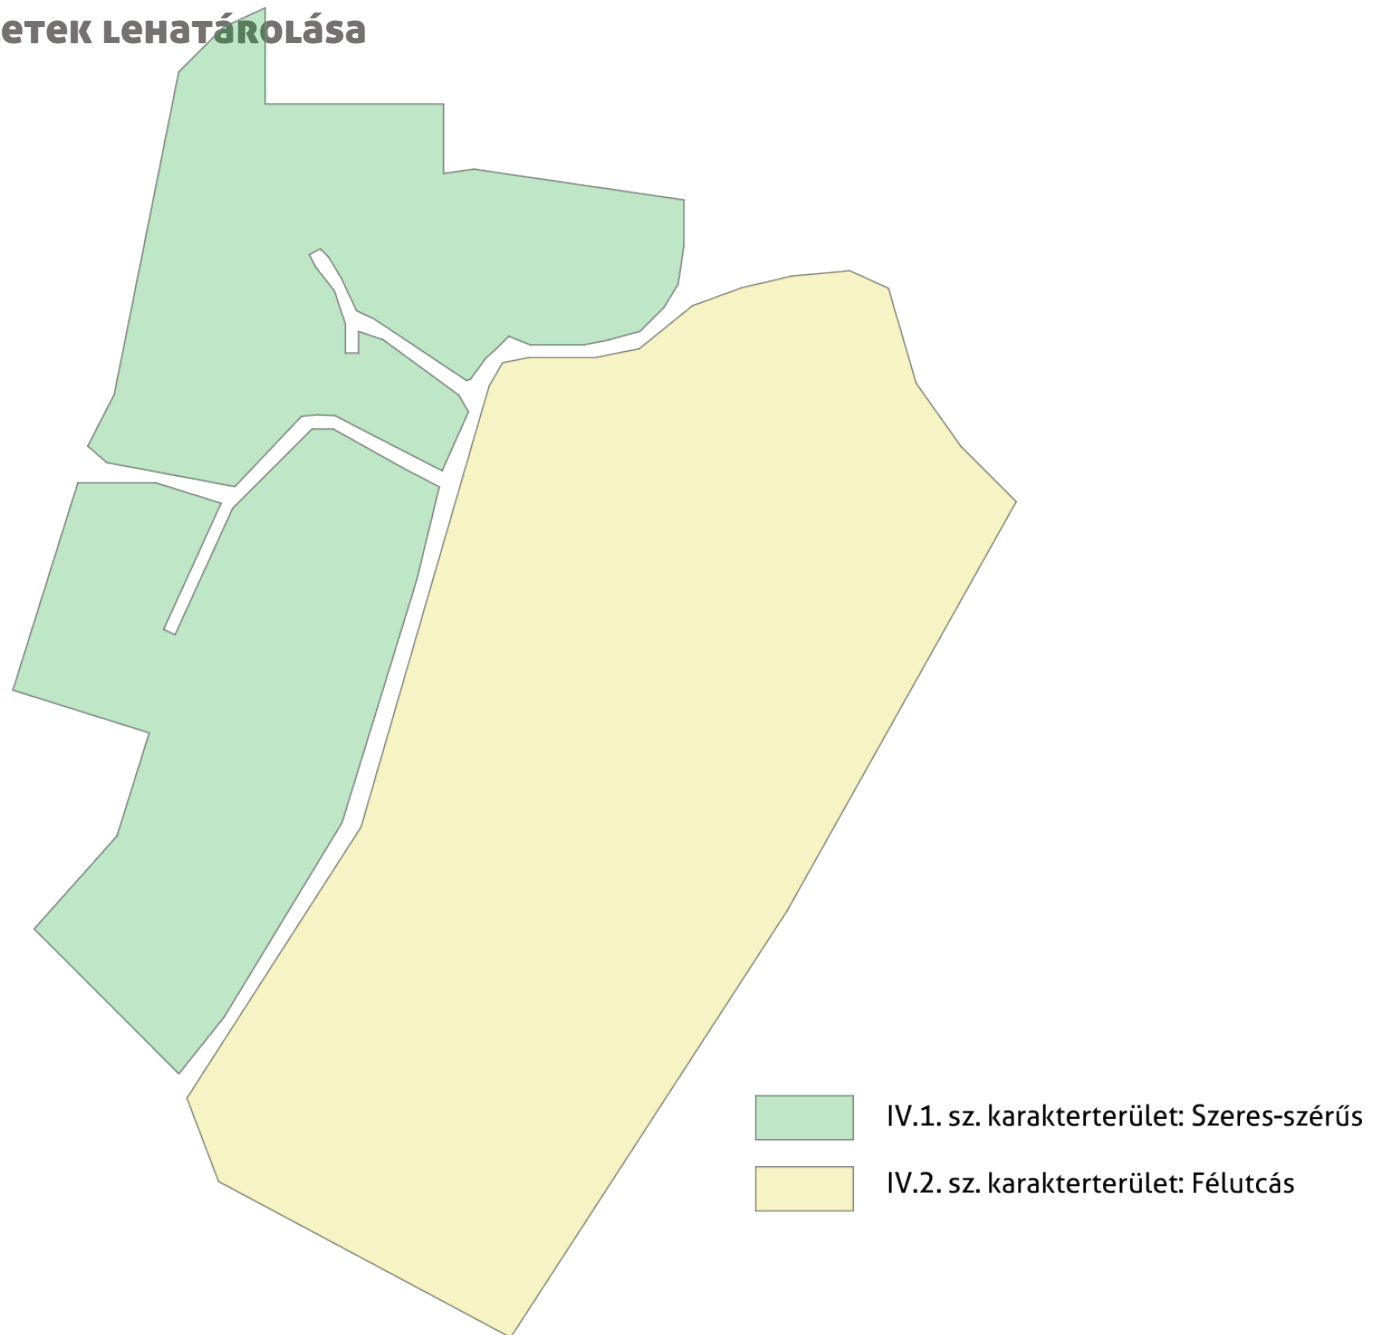 etek lehatárolása
IV.1. sz. karakterterület: Szeres-szérűs
IV.2. sz. karakterterület: Félutcás